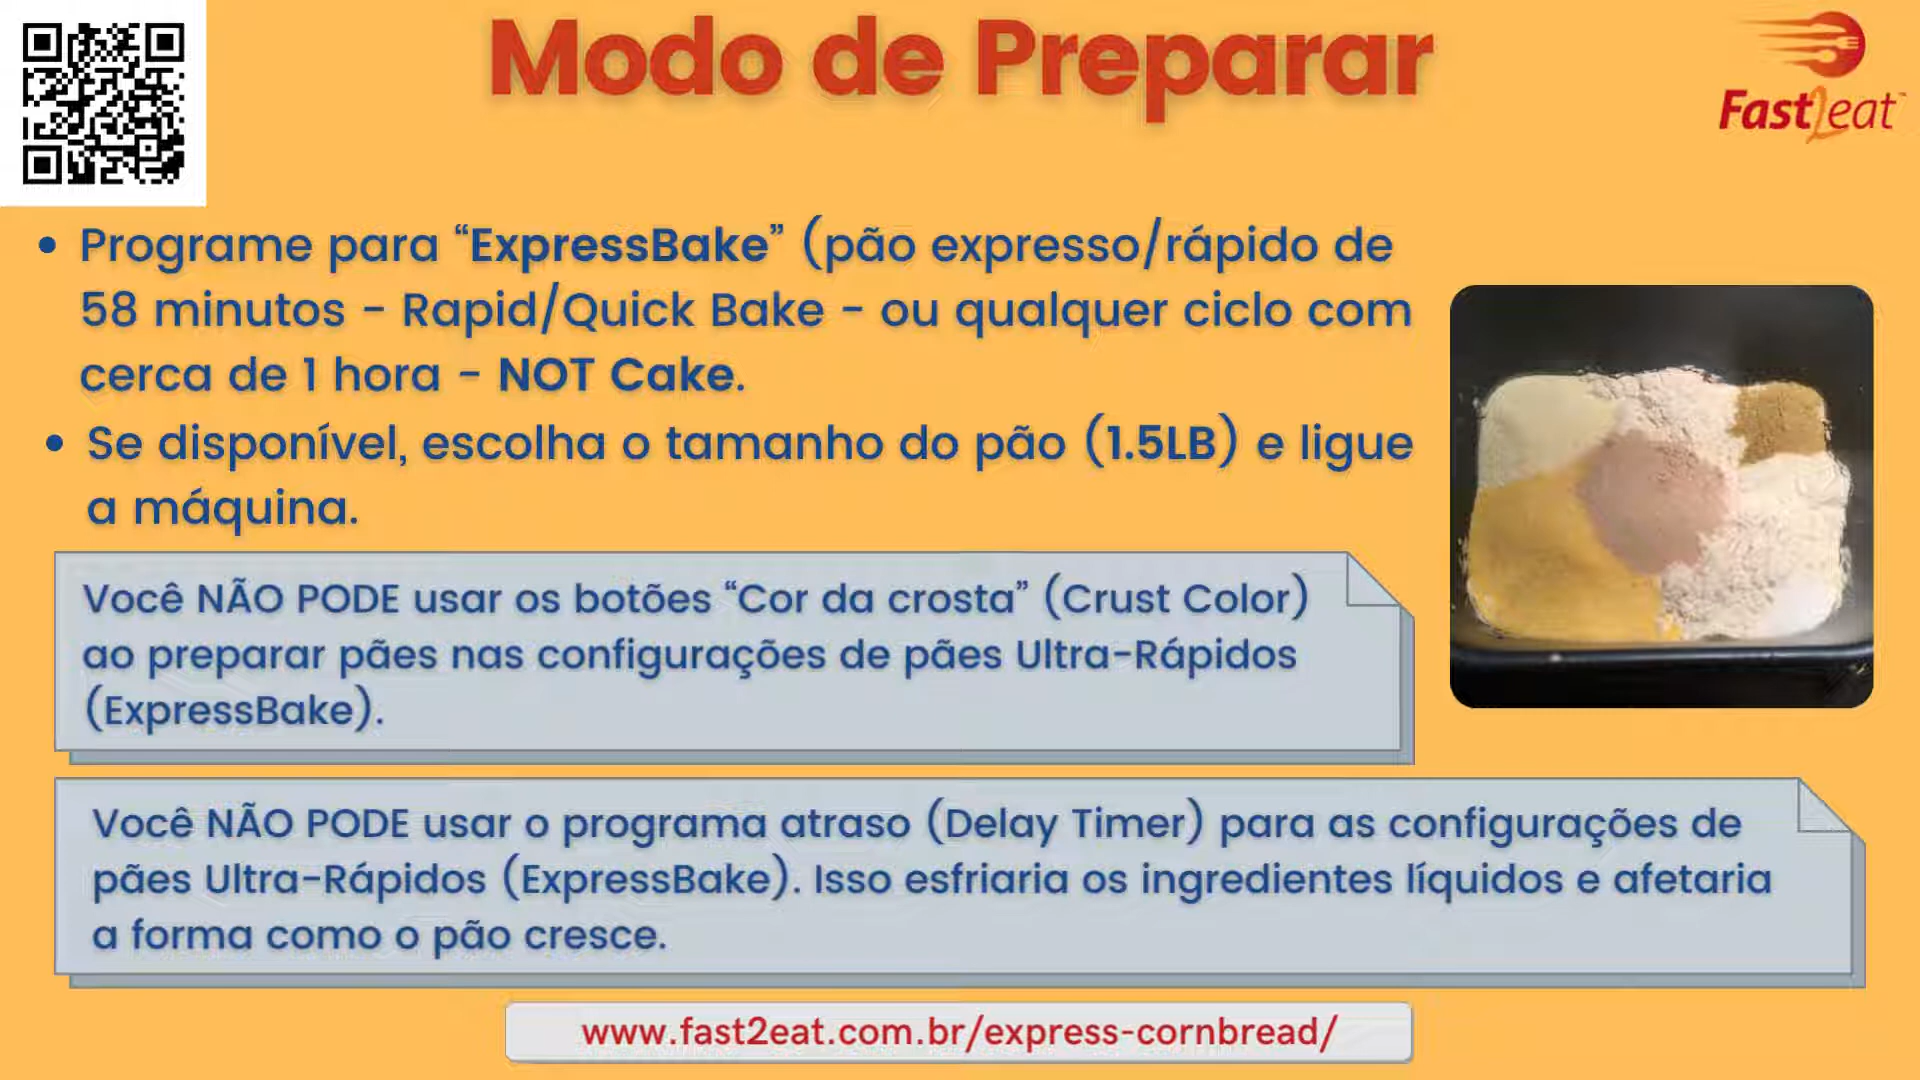 Modo de Preparar
Fast2eat™
• Programe para “ExpressBake” (pão expresso/rápido de
58 minutos - Rapid/Quick Bake - ou qualquer ciclo com
cerca de 1 hora - NOT Cake.
• Se disponível, escolha o tamanho do pão (1.5LB) e ligue
a máquina.
Você NÃO PODE usar os botões “Cor da crosta” (Crust Color)
ao preparar pães nas configurações de pães Ultra-Rápidos
(ExpressBake).
Você NÃO PODE usar o programa atraso (Delay Timer) para as configurações de
pães Ultra-Rápidos (ExpressBake). Isso esfriaria os ingredientes líquidos e afetaria
a forma como o pão cresce.
www.fast2eat.com.br/express-cornbread/